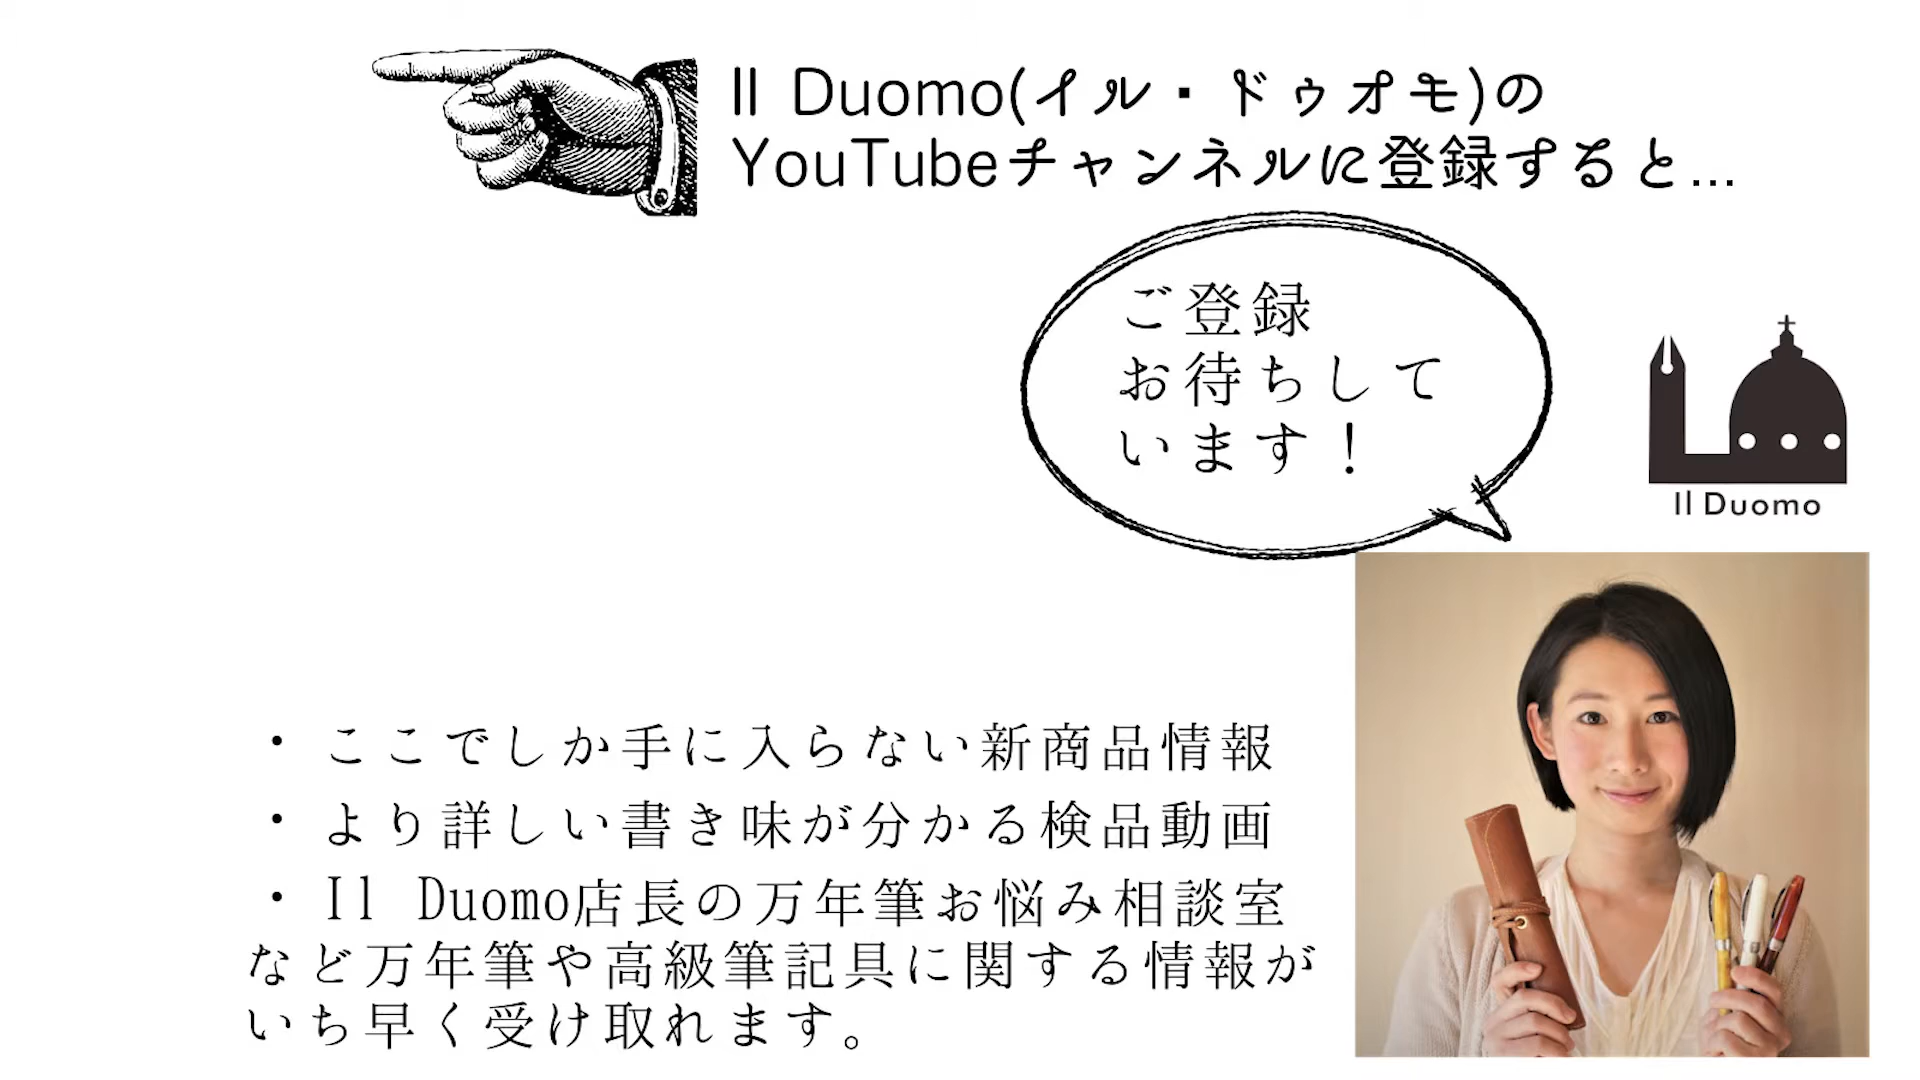 Il Duomo(イル・ドゥオモ)の
YouTubeチャンネルに登録すると...
ご登録
お待ちして
います！
Il Duomo
・ここでしか手に入らない新商品情報
・より詳しい書き味が分かる検品動画
・Il Duomo店長の万年筆お悩み相談室
など万年筆や高級筆記具に関する情報が
いち早く受け取れます。